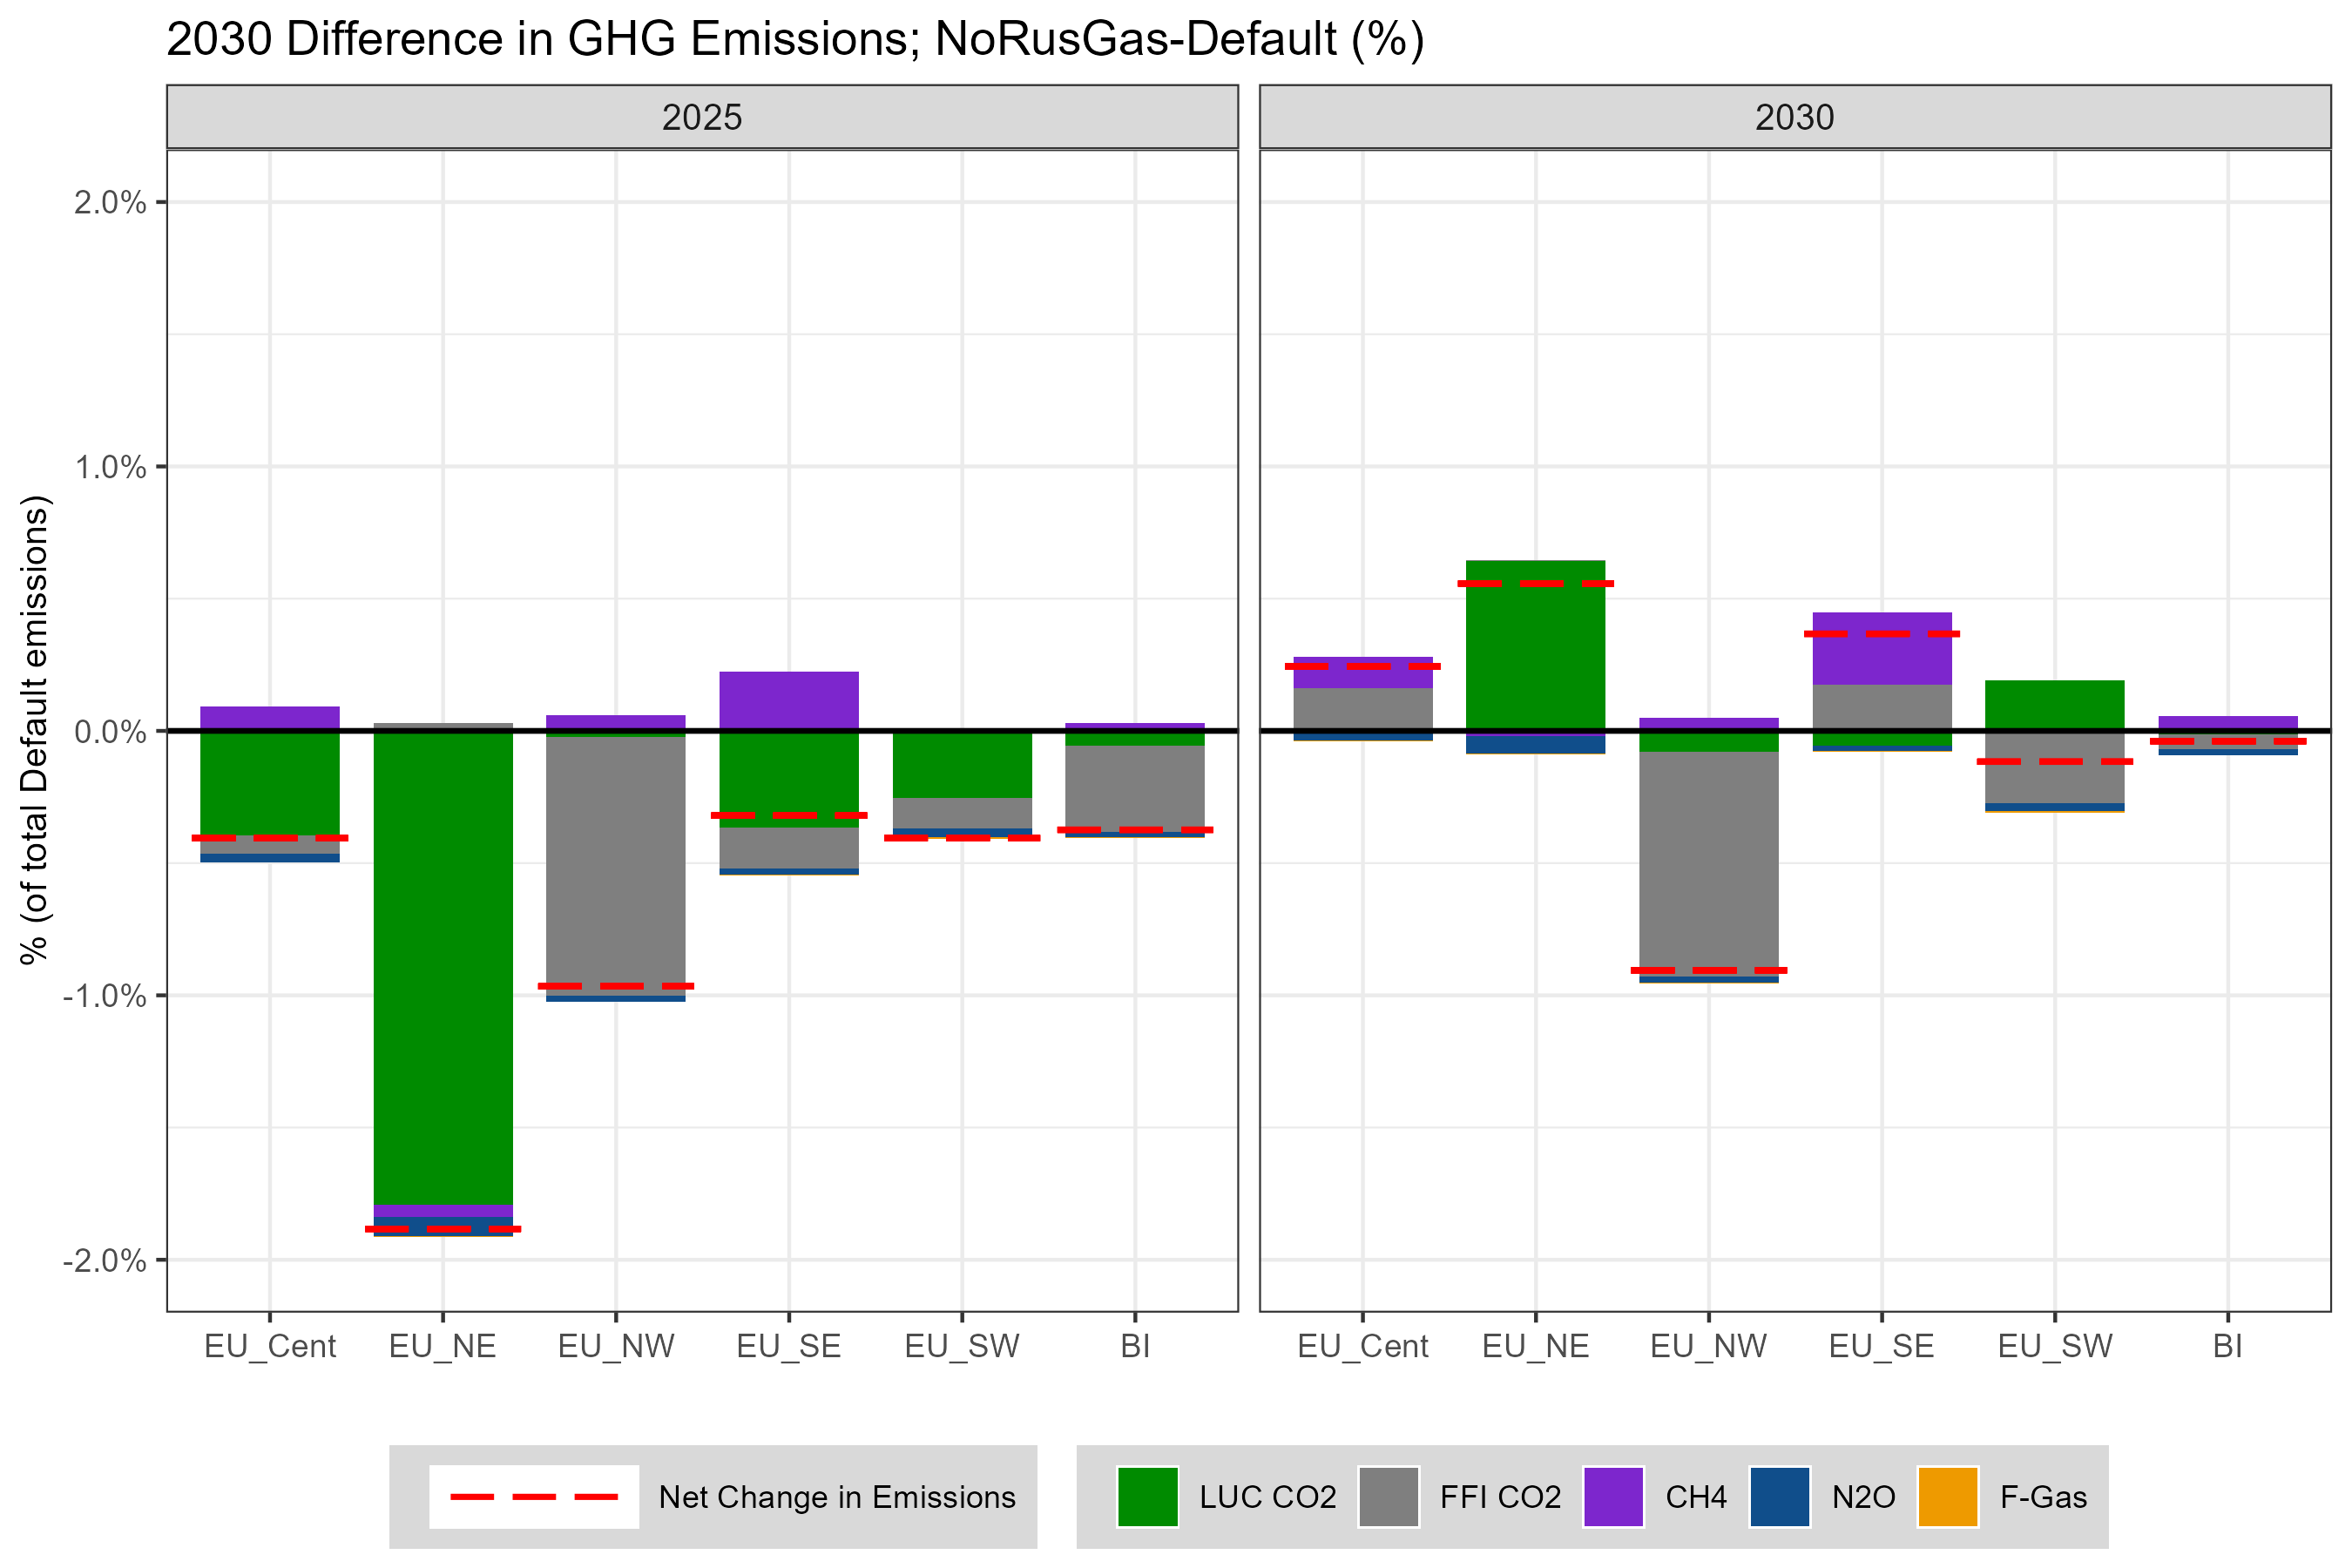 2030 Difference in GHG Emissions; NoRusGas-Default (%)
2025
2030
% (of total Default emissions)
2.0%
1.0%
0.0%
-1.0%
-2.0%
EU_Cent EU_NE EU_NW EU_SE EU_SW BI
EU_Cent EU_NE EU_NW EU_SE EU_SW BI
Net Change in Emissions
LUC CO2 FFI CO2 CH4 N2O F-Gas